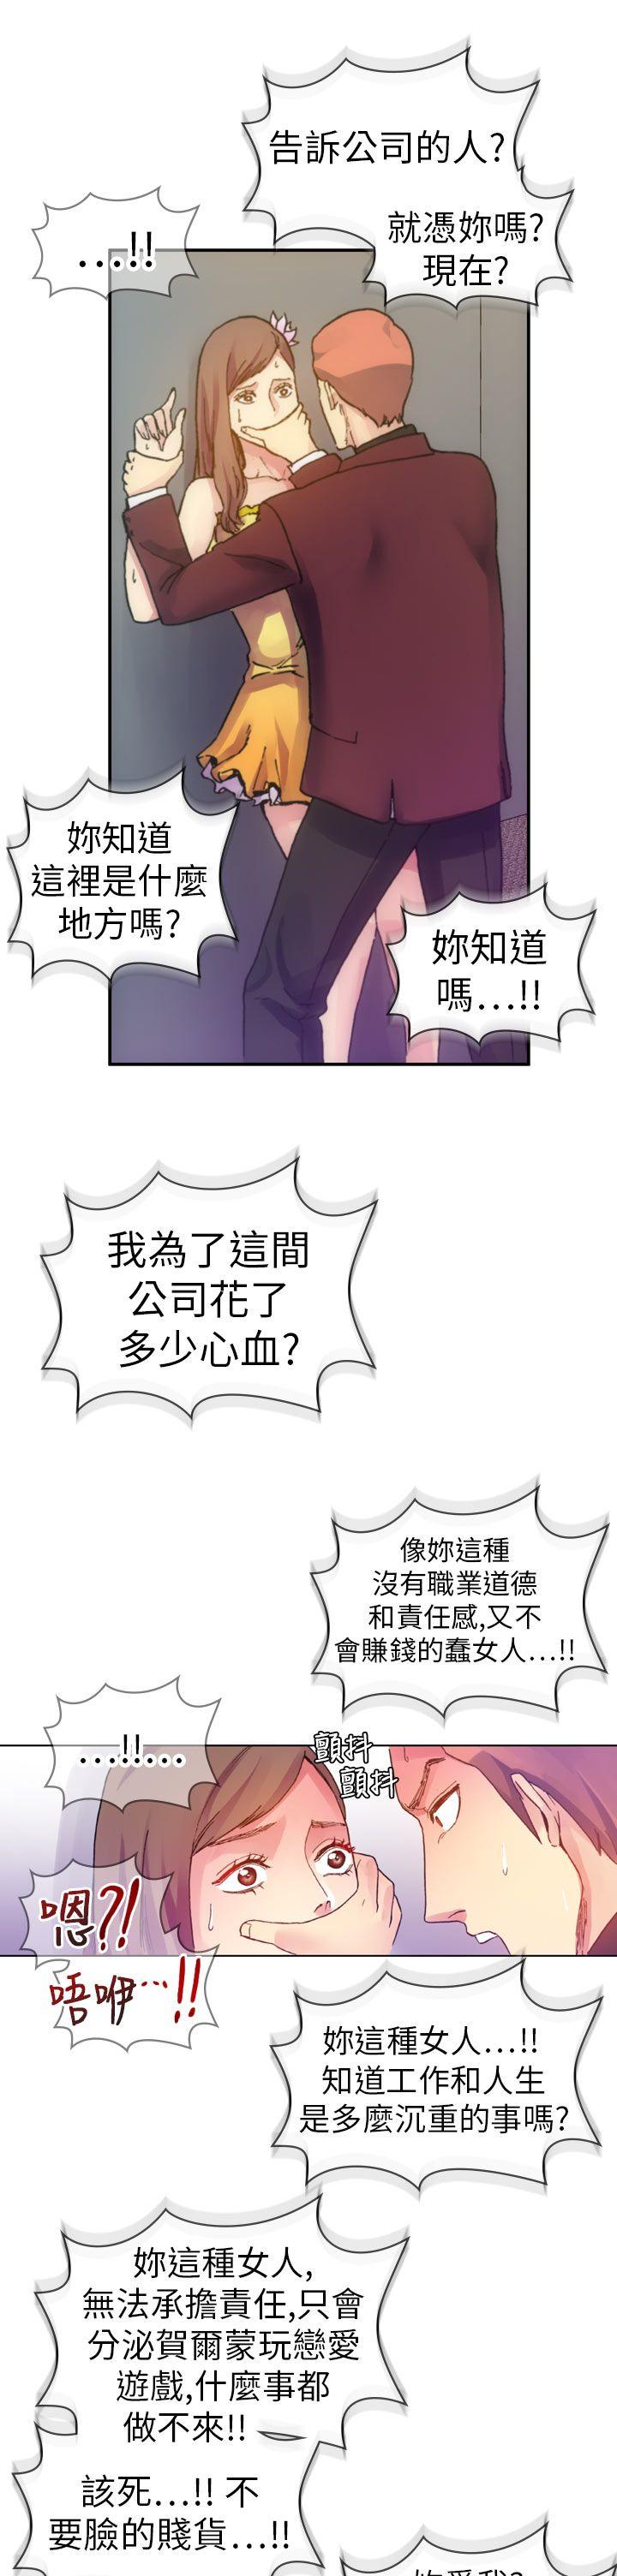 告訴公司的人?
就憑妳嗎?
現在?
...!!
妳知道
這裡是什麼
地方嗎?
妳知道
嗎...!!
我為了這間
公司花了
多少心血?
像妳這種
沒有職業道德
和責任感,又不
會賺錢的蠢女人...!!
...!!...
顫抖
顫抖
嗯?!
唔咿...!!
妳這種女人...!!
知道工作和人生
是多麼沉重的事嗎?
妳這種女人,
無法承擔責任,只會
分泌賀爾蒙玩戀愛
遊戲,什麼事都
做不來!!
該死...!! 不
要臉的賤貨...!!